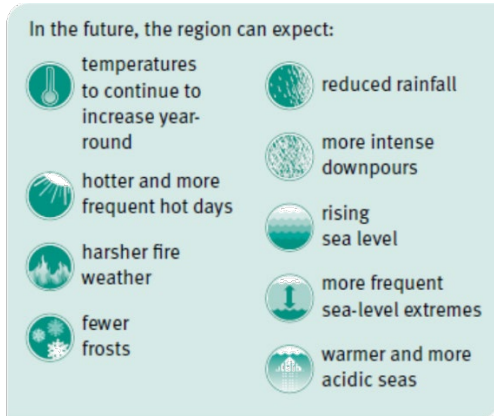 In the future, the region can expect:
temperatures
to continue to
increase year-
round
hotter and more
frequent hot days
harsher fire
weather
fewer
frosts
reduced rainfall
more intense
downpours
rising
sea level
more frequent
sea-level extremes
warmer and more
acidic seas